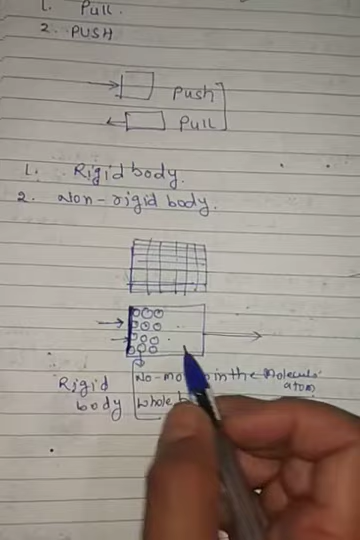 1. Pull.
2. PUSH
Push
Pull
1. Rigid body.
2. Non-rigid body.
in the Molecule
atom
Rigid
body
Whole